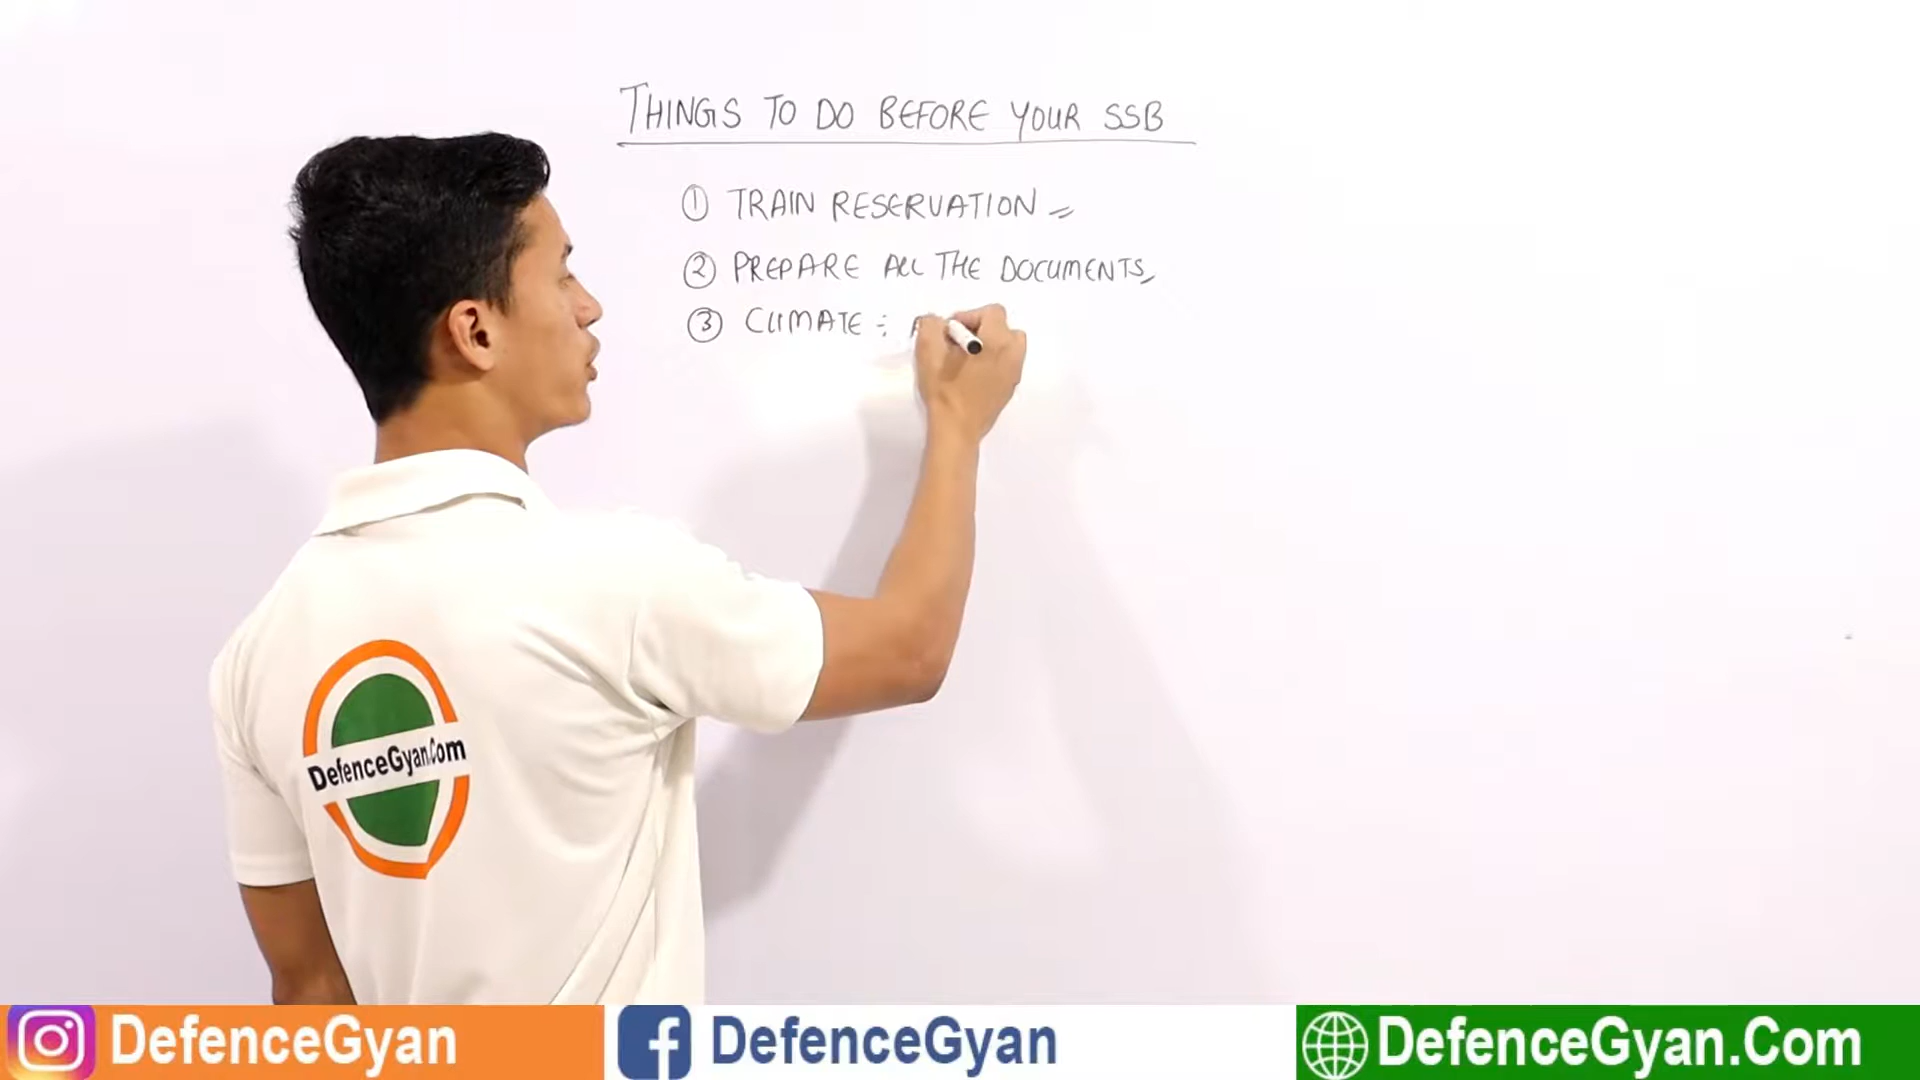 THINGS TO DO BEFORE YOUR SSB
① TRAIN RESERVATION
② PREPARE ALL THE DOCUMENTS
③ CLIMATE :
DefenceGyan.Com
DefenceGyan
DefenceGyan
DefenceGyan.Com